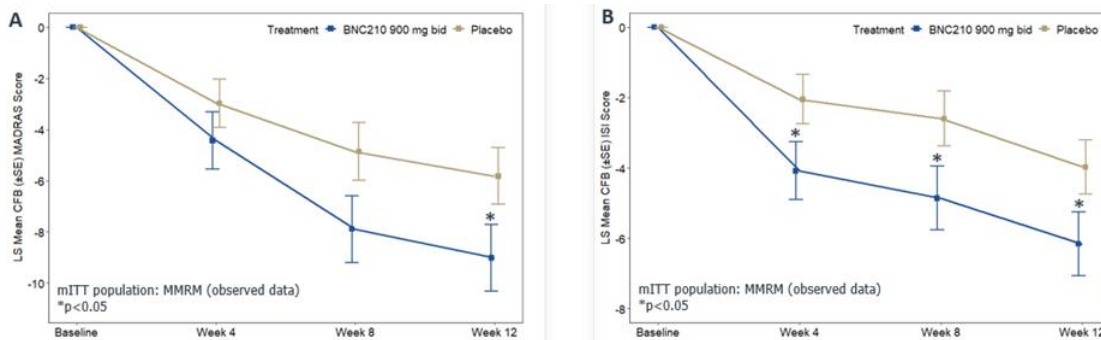 A
Treatment BNC210 900 mg bid Placebo
LS Mean CFB (±SE) MADRAS Score
0
-2
-4
-6
-8
-10
*
mITT population: MMRM (observed data)
*p<0.05
Baseline Week 4 Week 8 Week 12
B
Treatment BNC210 900 mg bid Placebo
LS Mean CFB (±SE) ISI Score
0
-2
-4
-6
-8
*
*
*
mITT population: MMRM (observed data)
*p<0.05
Baseline Week 4 Week 8 Week 12